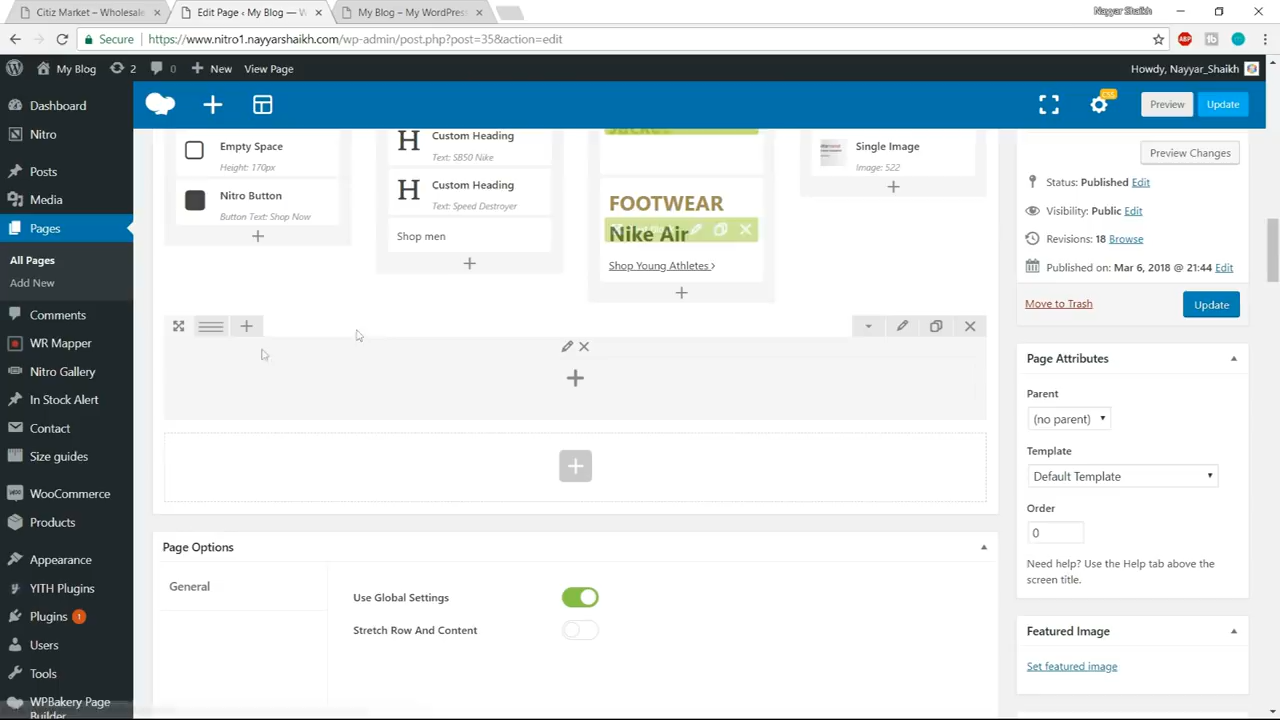 Citiz Market – Wholesale
Edit Page ‹ My Blog —
My Blog – My WordPress
Nayyar Shaikh
Secure
https://www.nitro1.nayyarshaikh.com/wp-admin/post.php?post=35&action=edit
ABP
tb
My Blog
2
0
New
View Page
Howdy, Nayyar_Shaikh
Dashboard
Nitro
Posts
Media
Pages
All Pages
Add New
Comments
WR Mapper
Nitro Gallery
In Stock Alert
Contact
Size guides
WooCommerce
Products
Appearance
YITH Plugins
Plugins 1
Users
Tools
WPBakery Page
Builder
CSS
Preview
Update
Empty Space
Height: 170px
Nitro Button
Button Text: Shop Now
H
Custom Heading
Text: SB50 Nike
H
Custom Heading
Text: Speed Destroyer
Shop men
FOOTWEAR
Nike Air
Shop Young Athletes
Single Image
Image: 522
Page Options
General
Use Global Settings
Stretch Row And Content
Preview Changes
Status: Published Edit
Visibility: Public Edit
Revisions: 18 Browse
Published on: Mar 6, 2018 @ 21:44 Edit
Move to Trash
Update
Page Attributes
Parent
(no parent)
Template
Default Template
Order
0
Need help? Use the Help tab above the
screen title.
Featured Image
Set featured image